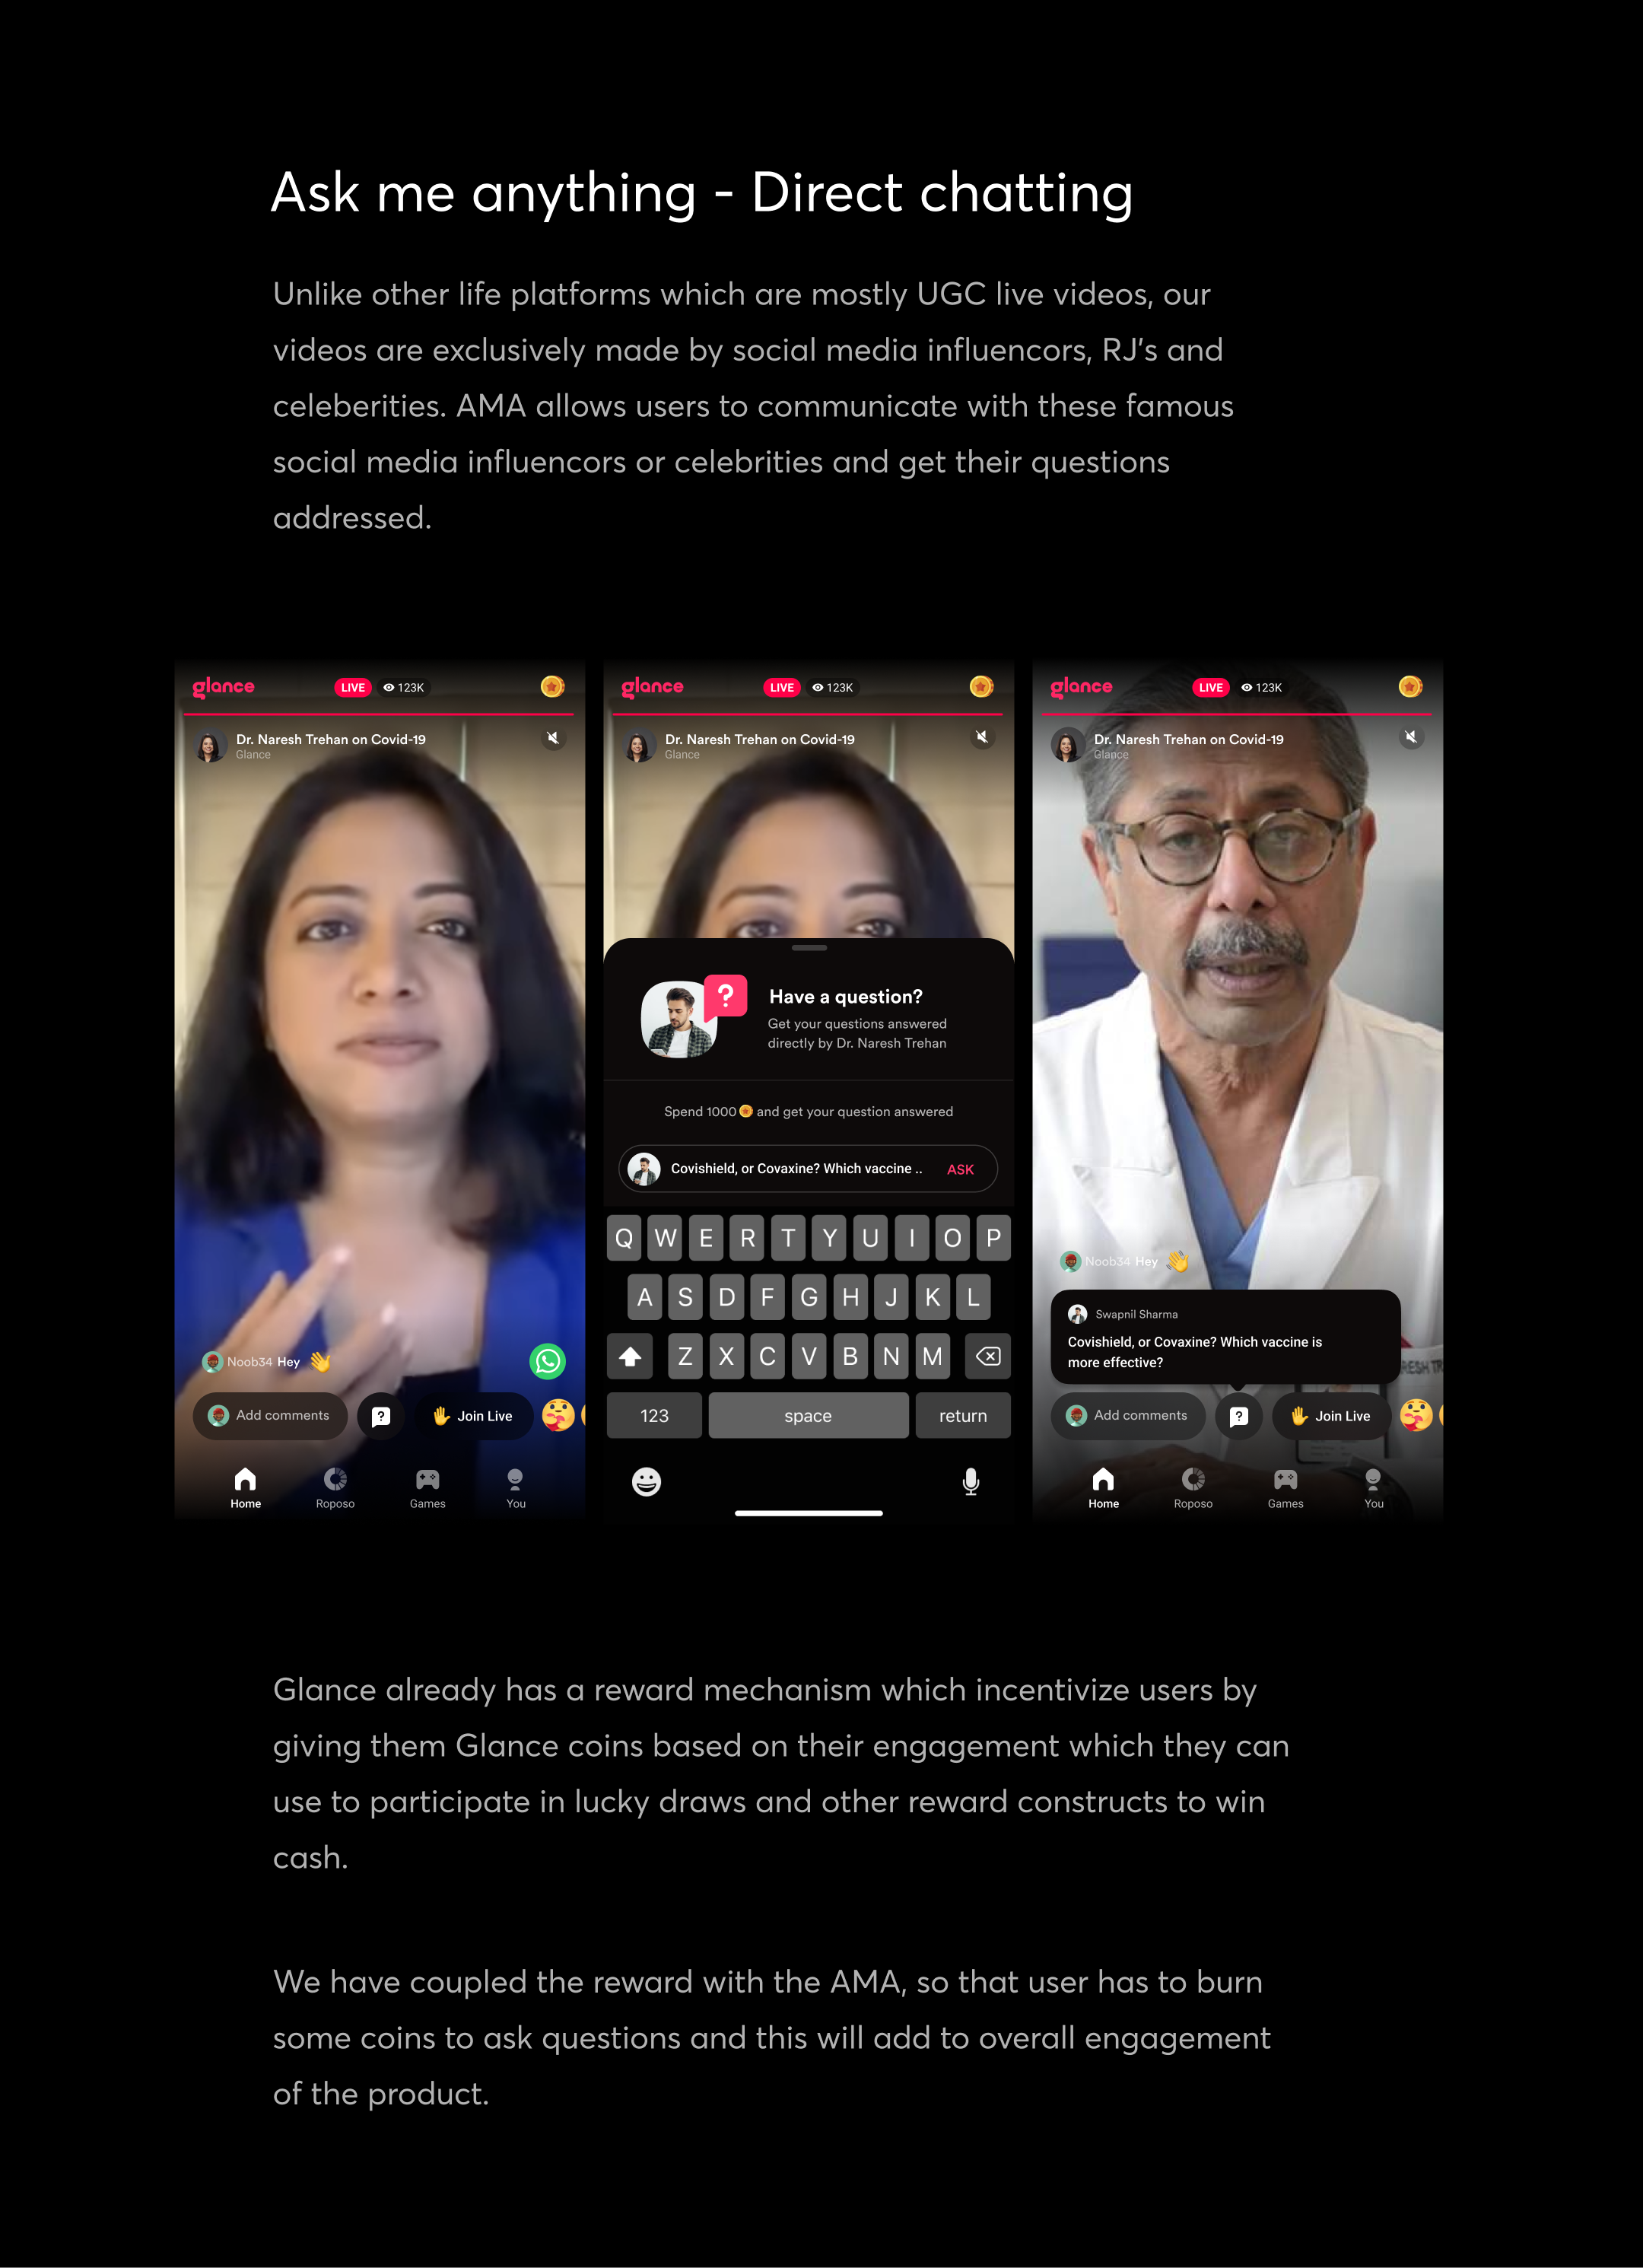 Ask me anything - Direct chatting
Unlike other life platforms which are mostly UGC live videos, our
videos are exclusively made by social media influencors, RJ's and
celeberities. AMA allows users to communicate with these famous
social media influencors or celebrities and get their questions
addressed.
glance LIVE 123K
Dr. Naresh Trehan on Covid-19
Glance
Noob34 Hey
Add comments ? Join Live
Home Roposo Games You
glance LIVE 123K
Dr. Naresh Trehan on Covid-19
Glance
?
Have a question?
Get your questions answered
directly by Dr. Naresh Trehan
Spend 1000 and get your question answered
Covishield, or Covaxine? Which vaccine .. ASK
Q W E R T Y U I O P
A S D F G H J K L
Z X C V B N M
123 space return
glance LIVE 123K
Dr. Naresh Trehan on Covid-19
Glance
Noob34 Hey
Swapnil Sharma
Covishield, or Covaxine? Which vaccine is
more effective?
Add comments ? Join Live
Home Roposo Games You
Glance already has a reward mechanism which incentivize users by
giving them Glance coins based on their engagement which they can
use to participate in lucky draws and other reward constructs to win
cash.
We have coupled the reward with the AMA, so that user has to burn
some coins to ask questions and this will add to overall engagement
of the product.